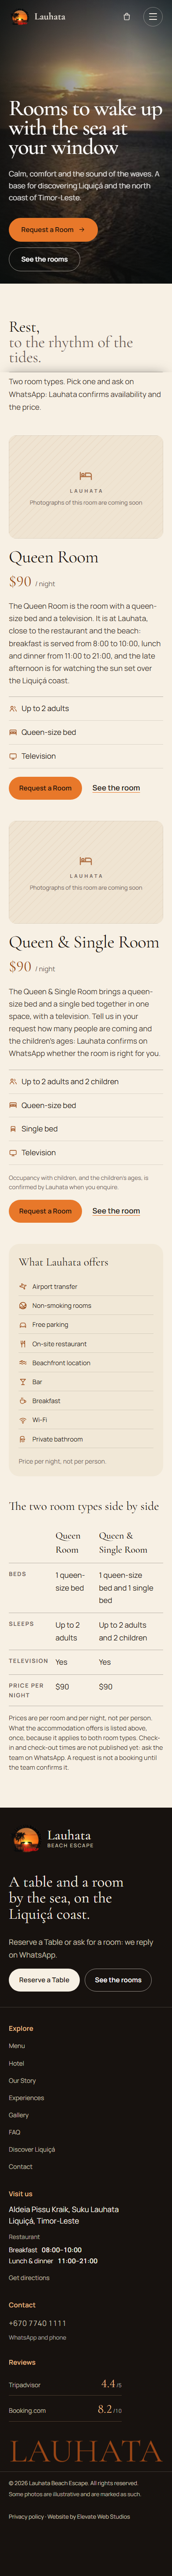 Lauhata
Rooms to wake up
with the sea at
your window
Calm, comfort and the sound of the waves. A
base for discovering Liquiçá and the north
coast of Timor-Leste.
Request a Room →
See the rooms
Rest,
to the rhythm of the
tides.
Two room types. Pick one and ask on
WhatsApp: Lauhata confirms availability and
the price.
LAUHATA
Photographs of this room are coming soon
Queen Room
$90 / night
The Queen Room is the room with a queen-
size bed and a television. It is at Lauhata,
close to the restaurant and the beach:
breakfast is served from 8:00 to 10:00, lunch
and dinner from 11:00 to 21:00, and the late
afternoon is for watching the sun set over
the Liquiçá coast.
Up to 2 adults
Queen-size bed
Television
Request a Room
See the room
LAUHATA
Photographs of this room are coming soon
Queen & Single Room
$90 / night
The Queen & Single Room brings a queen-
size bed and a single bed together in one
space, with a television. Tell us in your
request how many people are coming and
the children's ages: Lauhata confirms on
WhatsApp whether the room is right for you.
Up to 2 adults and children
Queen-size bed
Single bed
Television
Occupancy with children, and the children's ages, is
confirmed by Lauhata when you enquire.
Request a Room
See the room
What Lauhata offers
Airport transfer
Non-smoking rooms
Free parking
On-site restaurant
Beachfront location
Bar
Breakfast
Wi-Fi
Private bathroom
Price per night, not per person.
The two room types side by side
Queen Room
Queen & Single Room
BEDS
1 queen-size bed
1 queen-size bed and 1 single bed
SLEEPS
Up to 2 adults
Up to 2 adults and children
TELEVISION
Yes
Yes
PRICE PER NIGHT
$90
$90
Prices are per room and per night, not per person.
What the accommodation offers is listed above,
once, because it applies to both room types. Check-
in and check-out times are not published yet: ask the
team on WhatsApp. A request is not a booking until
the team confirms it.
Lauhata
BEACH ESCAPE
A table and a room
by the sea, on the
Liquiçá coast.
Reserve a Table or ask for a room: we reply
on WhatsApp.
Reserve a Table
See the rooms
Explore
Menu
Hotel
Our Story
Experiences
Gallery
FAQ
Discover Liquiçá
Contact
Visit us
Aldeia Pissu Kraik, Suku Lauhata
Liquiçá, Timor-Leste
Restaurant
Breakfast 08:00–10:00
Lunch & dinner 11:00–21:00
Get directions
Contact
+670 7740 1111
WhatsApp and phone
Reviews
Tripadvisor 4.4 /5
Booking.com 8.2 /10
LAUHATA
© 2026 Lauhata Beach Escape. All rights reserved.
Some photos are illustrative and are marked as such.
Privacy policy · Website by Elevate Web Studios